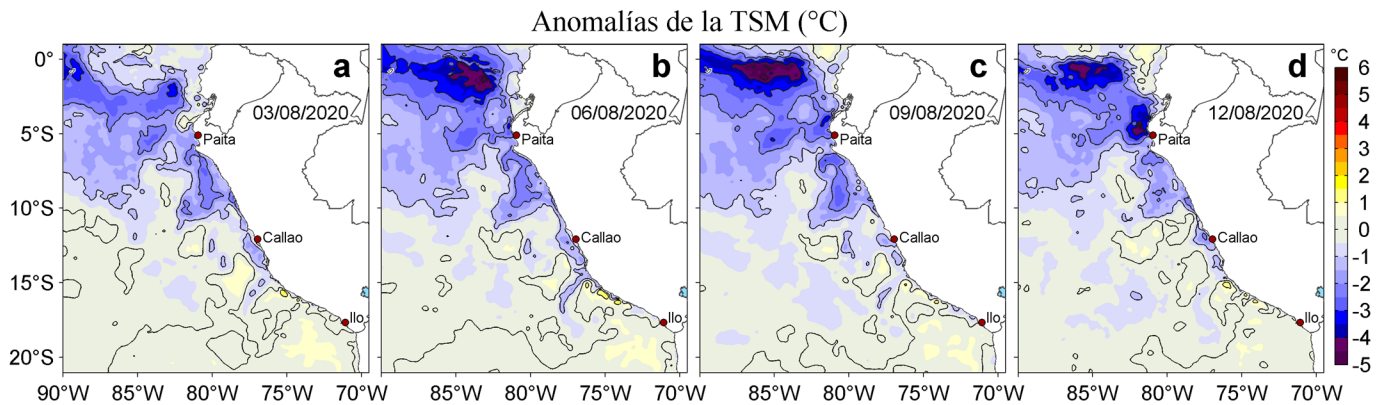 Anomalías de la TSM (°C)
a
03/08/2020
Paita
Callao
Ilo
b
06/08/2020
Paita
Callao
Ilo
c
09/08/2020
Paita
Callao
Ilo
d
12/08/2020
Paita
Callao
Ilo
0°
5°S
10°S
15°S
20°S
90°W 85°W 80°W 75°W 70°W
85°W 80°W 75°W 70°W
85°W 80°W 75°W 70°W
85°W 80°W 75°W 70°W
°C
6
5
4
3
2
1
0
-1
-2
-3
-4
-5